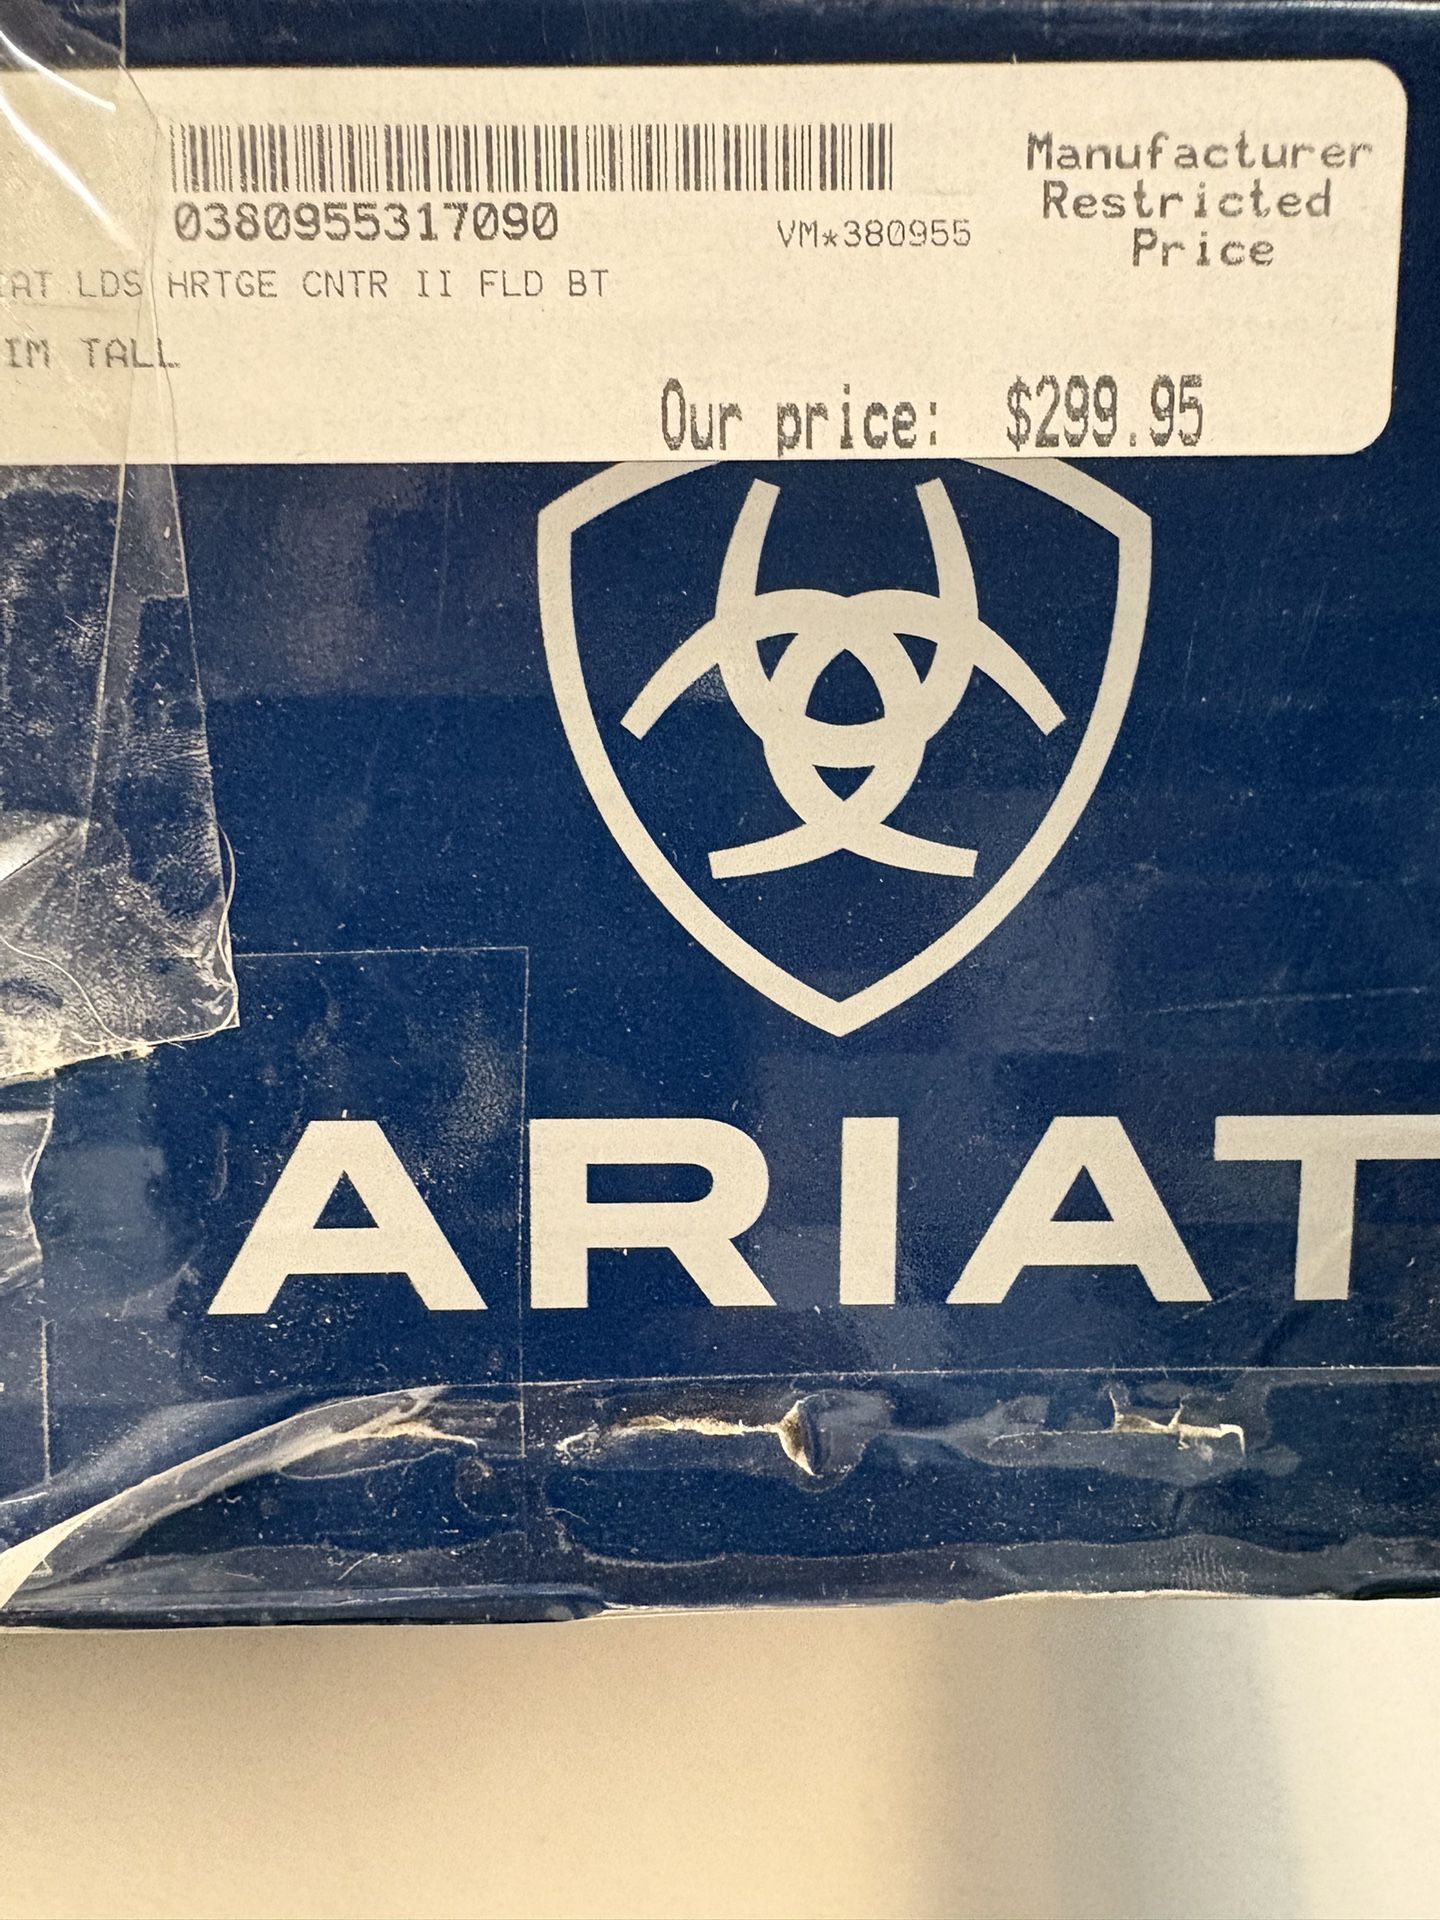 Manufacturer
Restricted
Price
0380955317090
VM*380955
IAT LDS HRTGE CNTR II FLD BT
IM TALL
Our price: $299.95
ARIAT